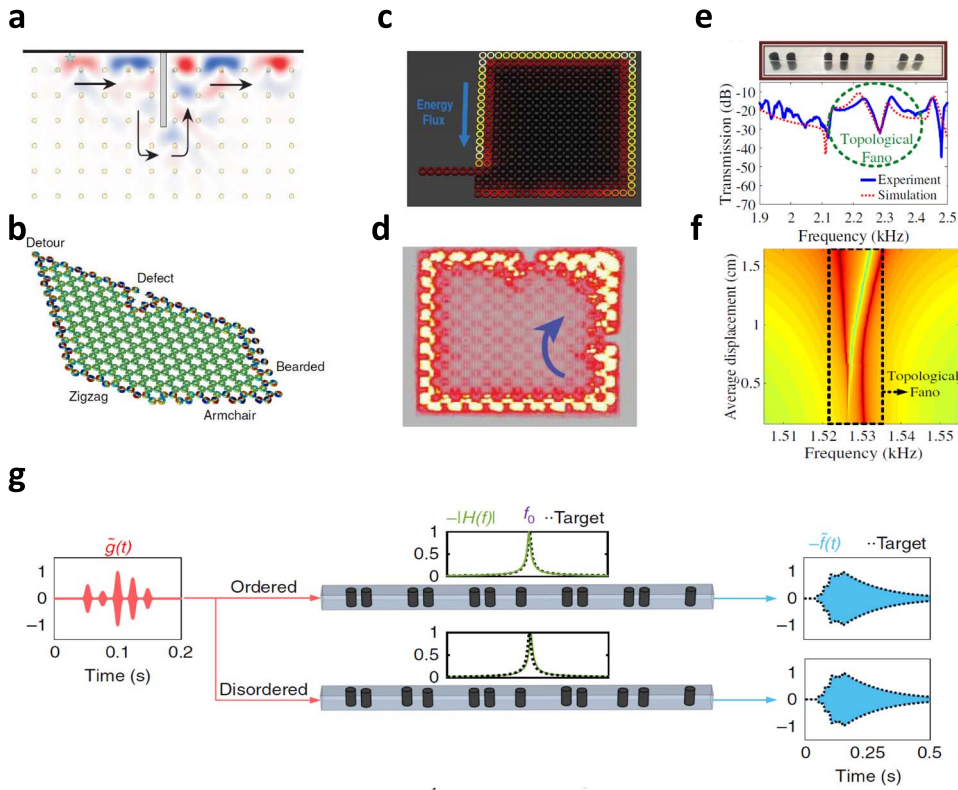 a
b
Detour
Defect
Bearded
Zigzag
Armchair
c
Energy
Flux
d
e
Transmission (dB)
-10
-20
-30
-40
-50
-60
-70
Topological
Fano
Experiment
Simulation
1.9 2 2.1 2.2 2.3 2.4 2.5
Frequency (kHz)
f
Average displacement (cm)
1.5
1
0.5
Topological
Fano
1.51 1.52 1.53 1.54 1.55
Frequency (kHz)
g
g̃(t)
1
0
−1
0 0.1 0.2
Time (s)
Ordered
Disordered
–|H(f)| f₀ ··Target
1
0.5
0
1
0.5
0
–f̃(t) ··Target
1
0
−1
1
0
−1
0 0.25 0.5
Time (s)